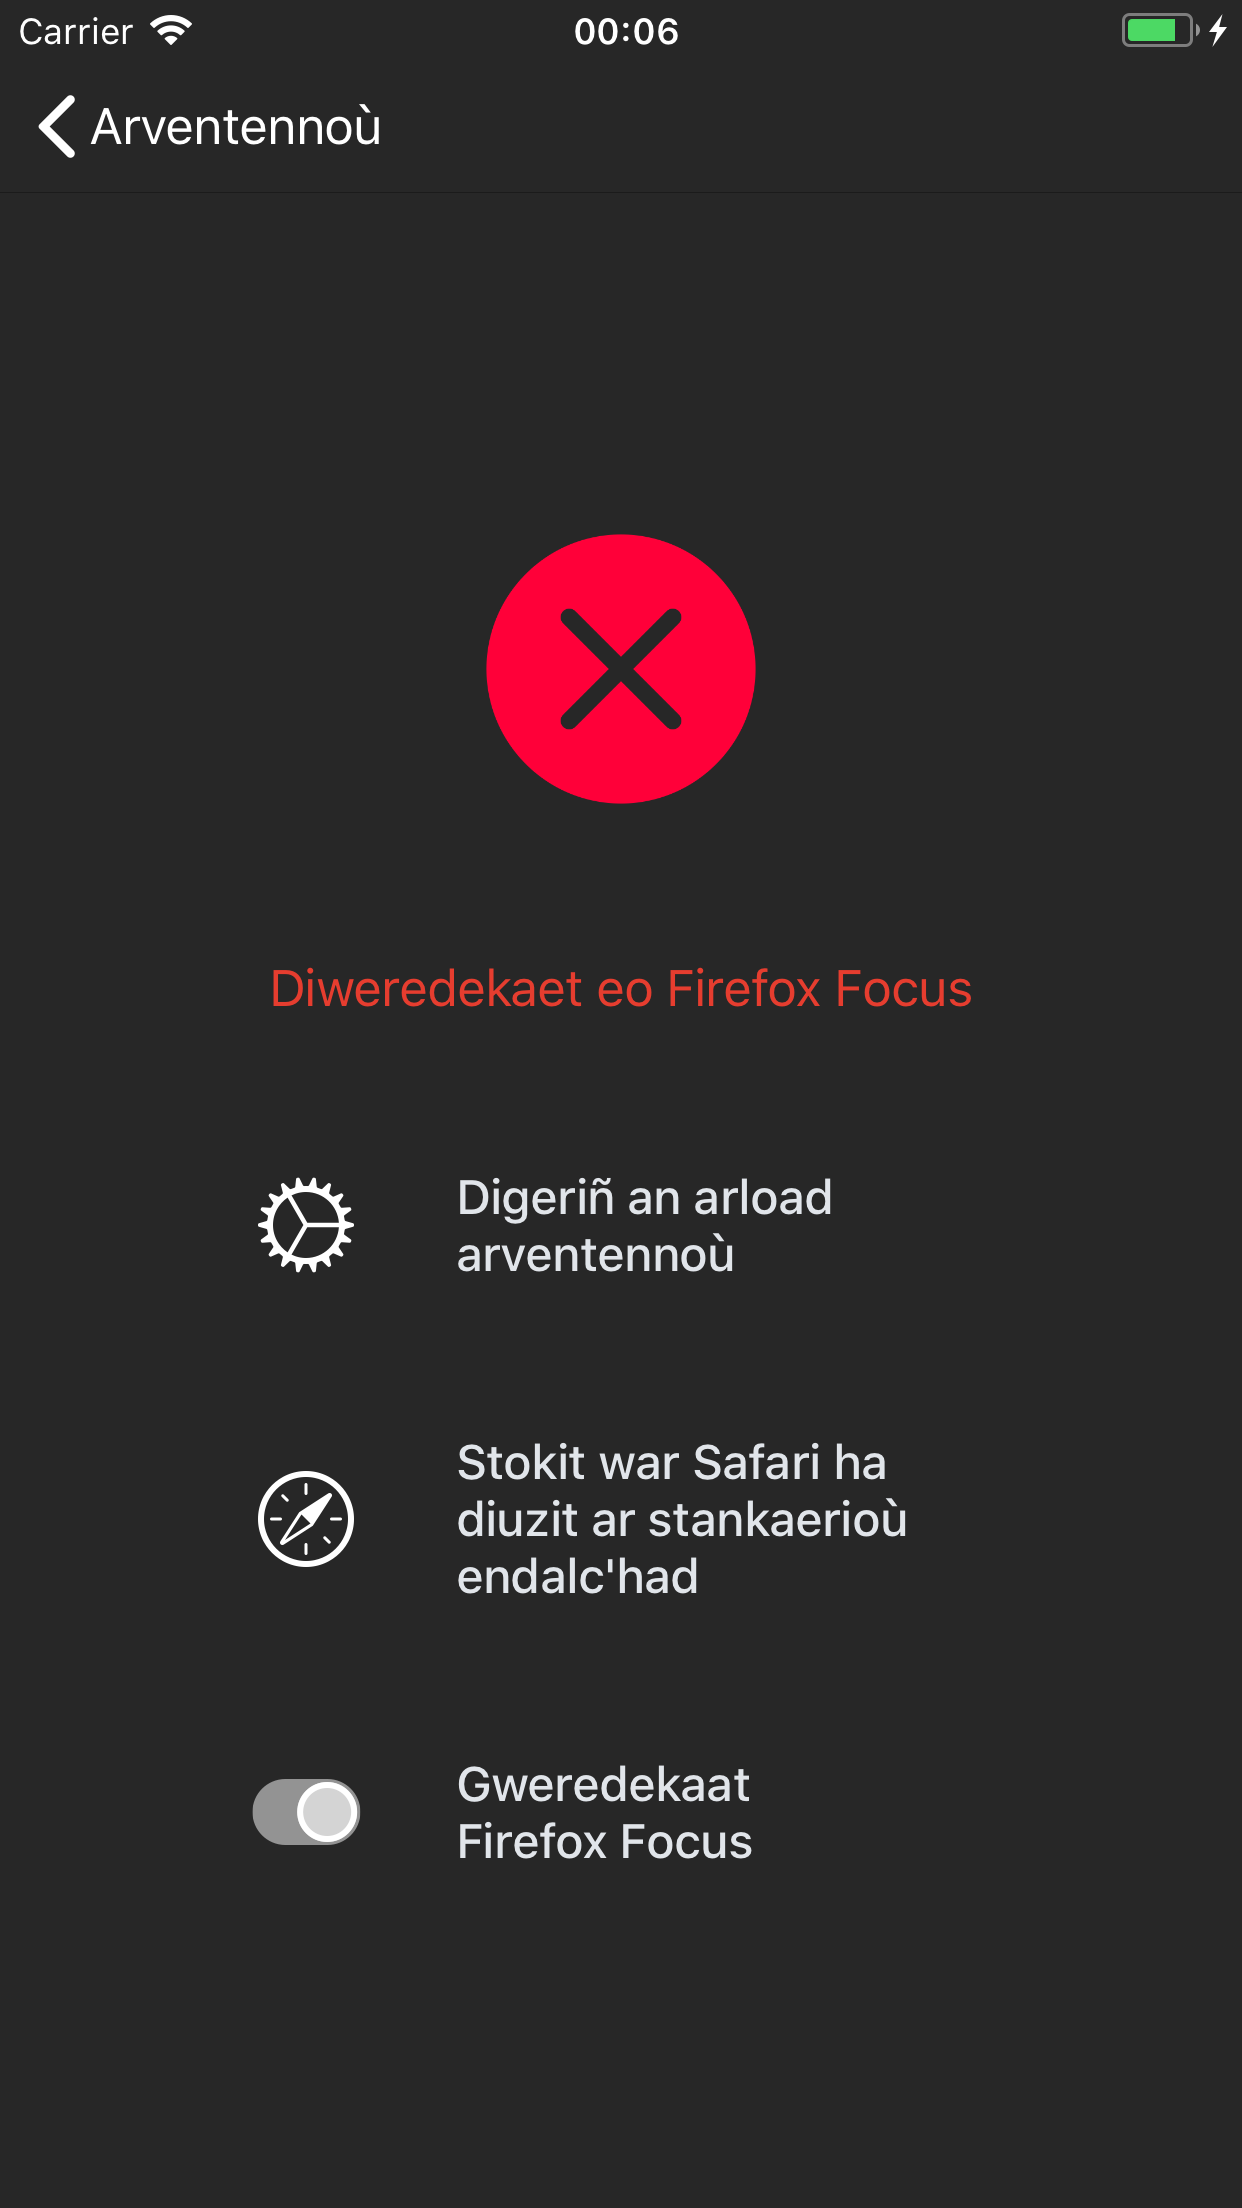 Carrier
00:06
Arventennoù
Diweredekaet eo Firefox Focus
Digeriñ an arload
arventennoù
Stokit war Safari ha
diuzit ar stankaerioù
endalc'had
Gweredekaat
Firefox Focus